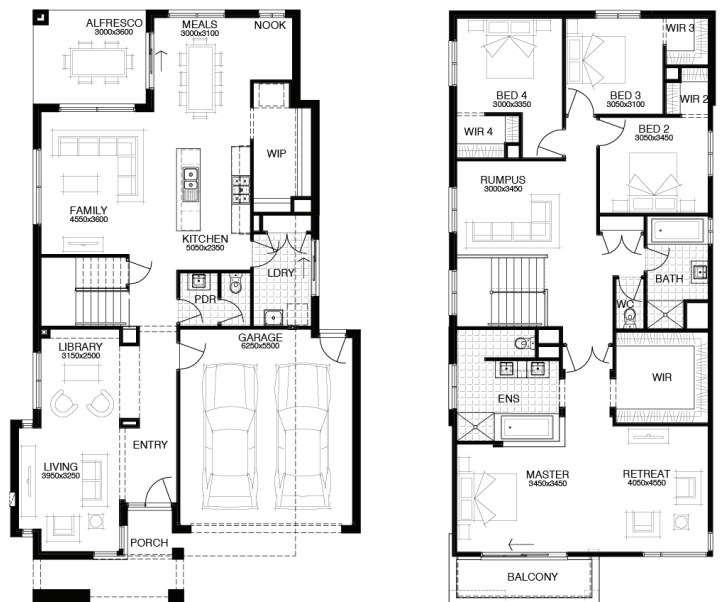 ALFRESCO
3000x3600
MEALS
3000x3100
NOOK
WIP
FAMILY
4550x3600
KITCHEN
5050x2350
LDRY
PDR
LIBRARY
3150x2500
GARAGE
6250x5500
ENTRY
LIVING
3950x3250
PORCH
WIR 3
BED 4
3000x3350
BED 3
3050x3100
WIR 2
WIR 4
BED 2
3050x3450
RUMPUS
3000x3450
BATH
WC
WIR
ENS
MASTER
3450x3450
RETREAT
4050x4550
BALCONY